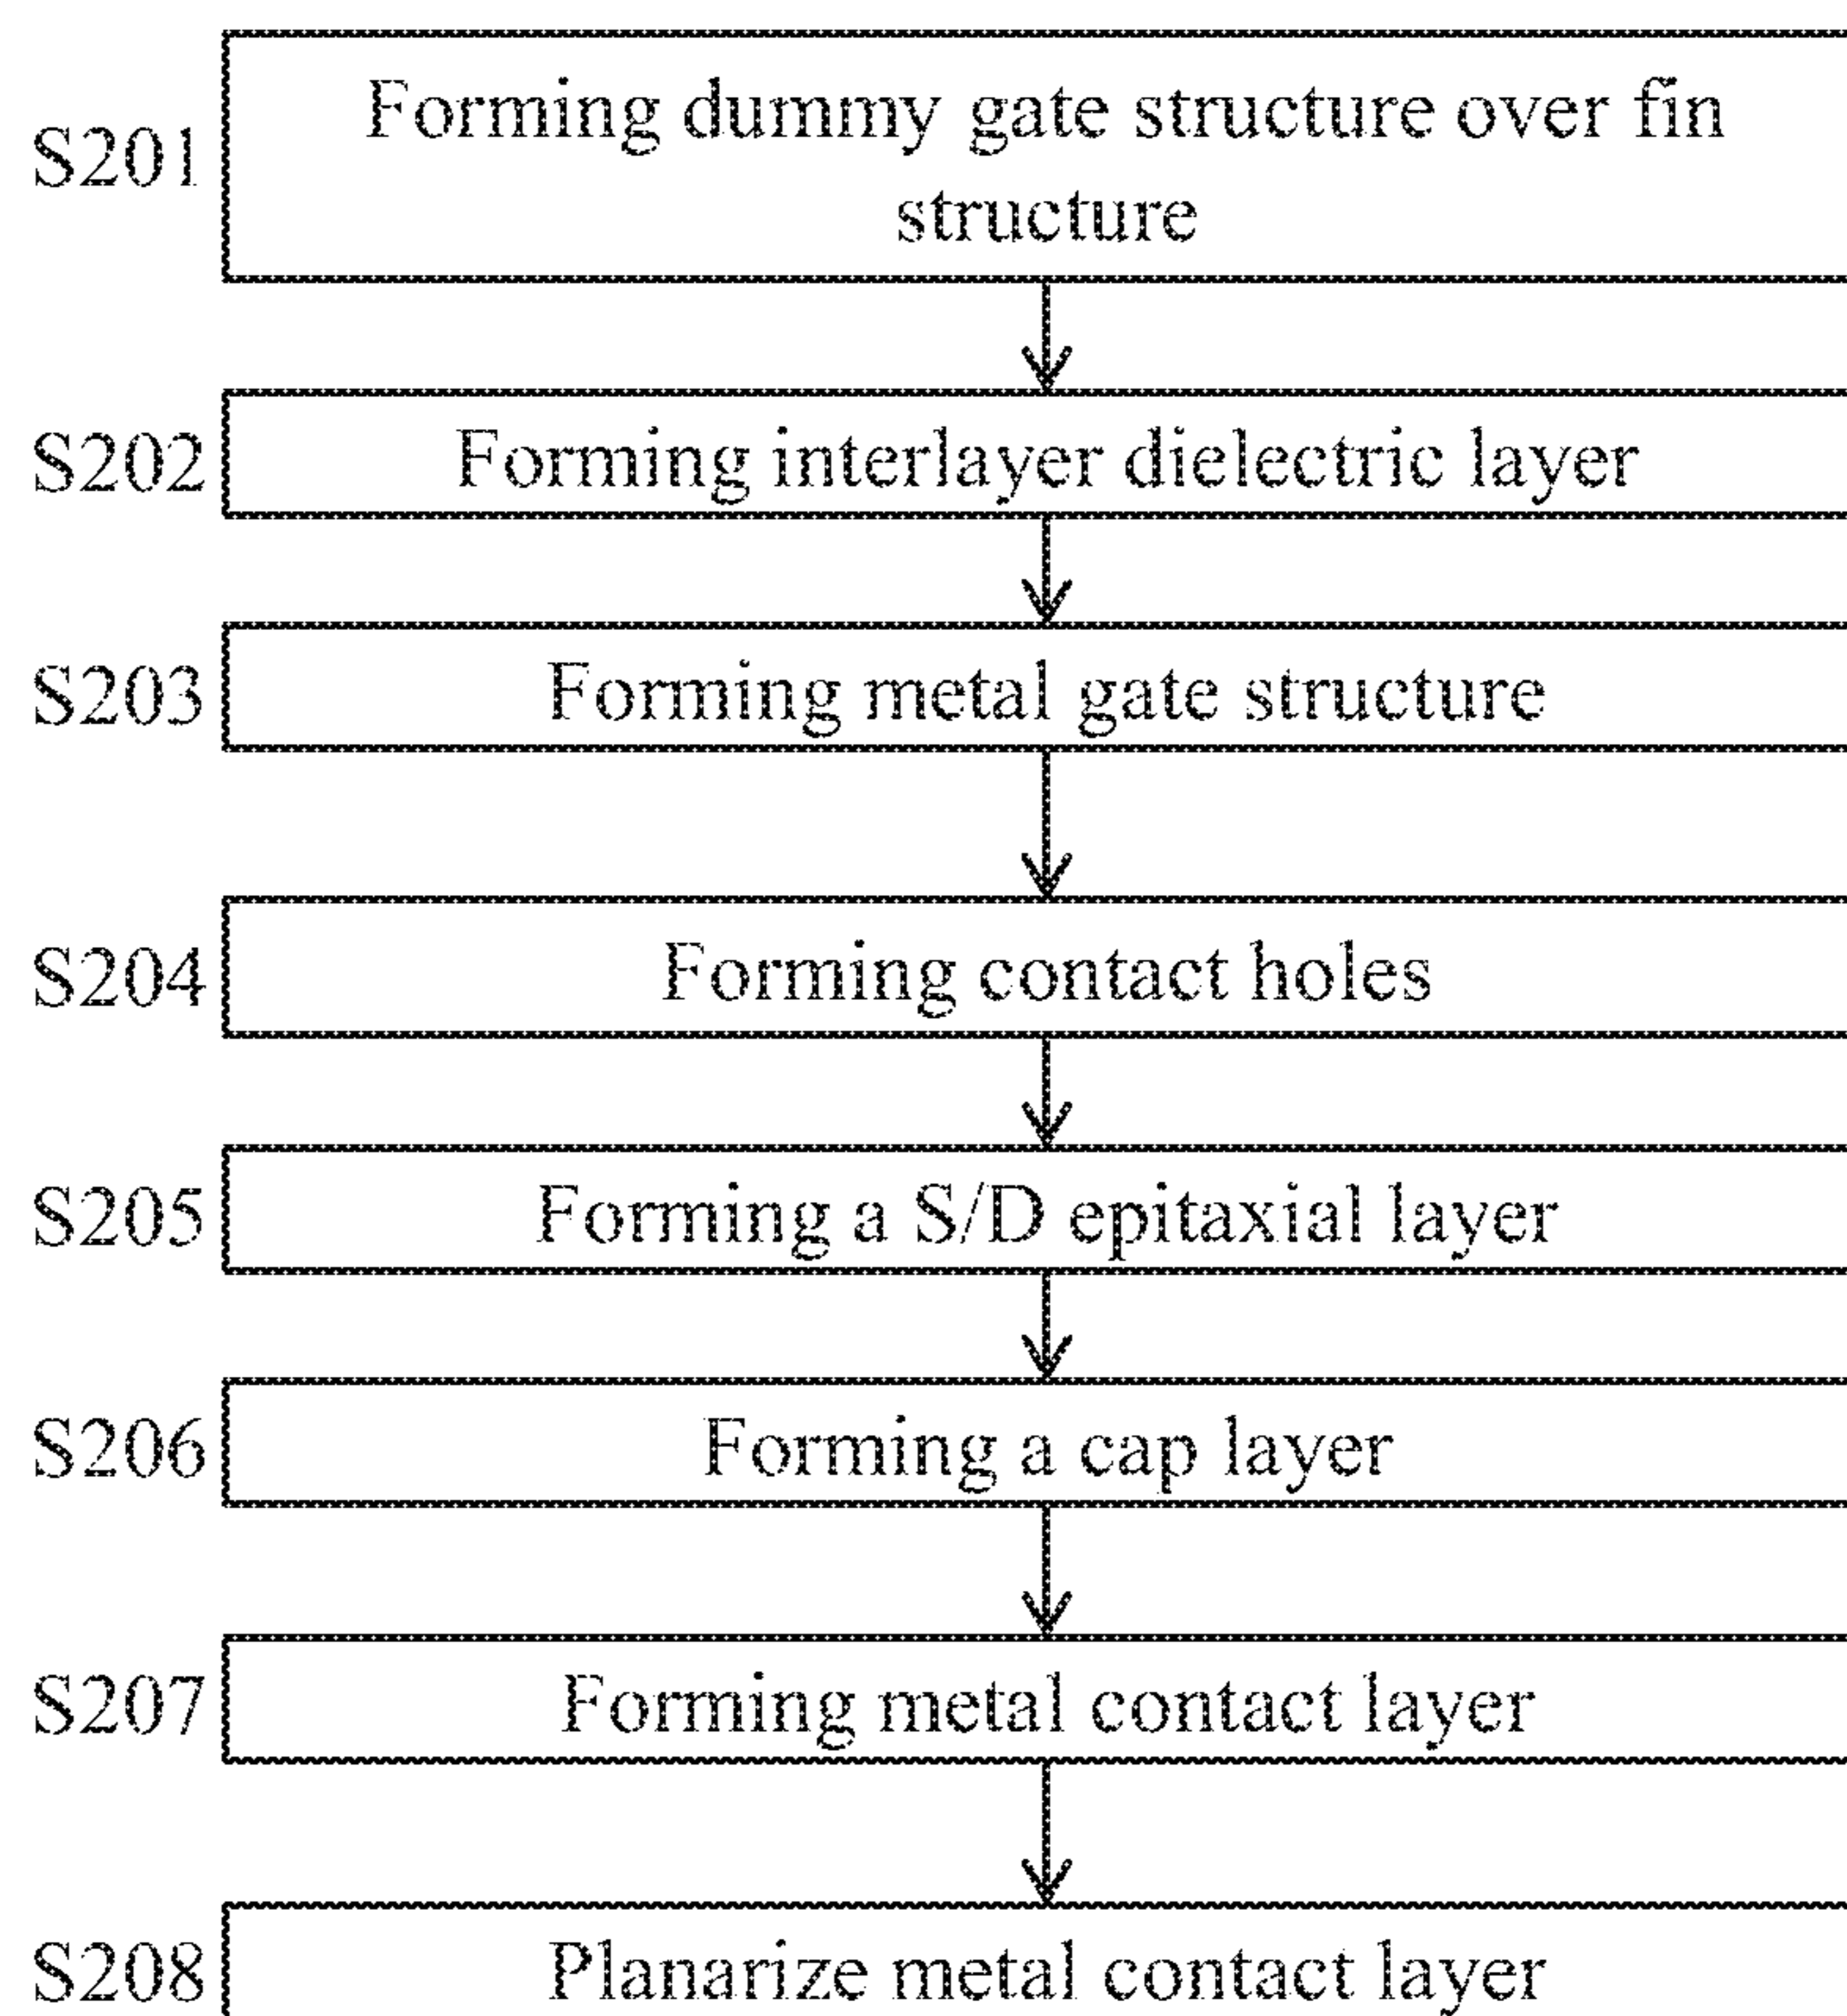 S201
Forming dummy gate structure over fin
structure
S202
Forming interlayer dielectric layer
S203
Forming metal gate structure
S204
Forming contact holes
S205
Forming a S/D epitaxial layer
S206
Forming a cap layer
S207
Forming metal contact layer
S208
Planarize metal contact layer